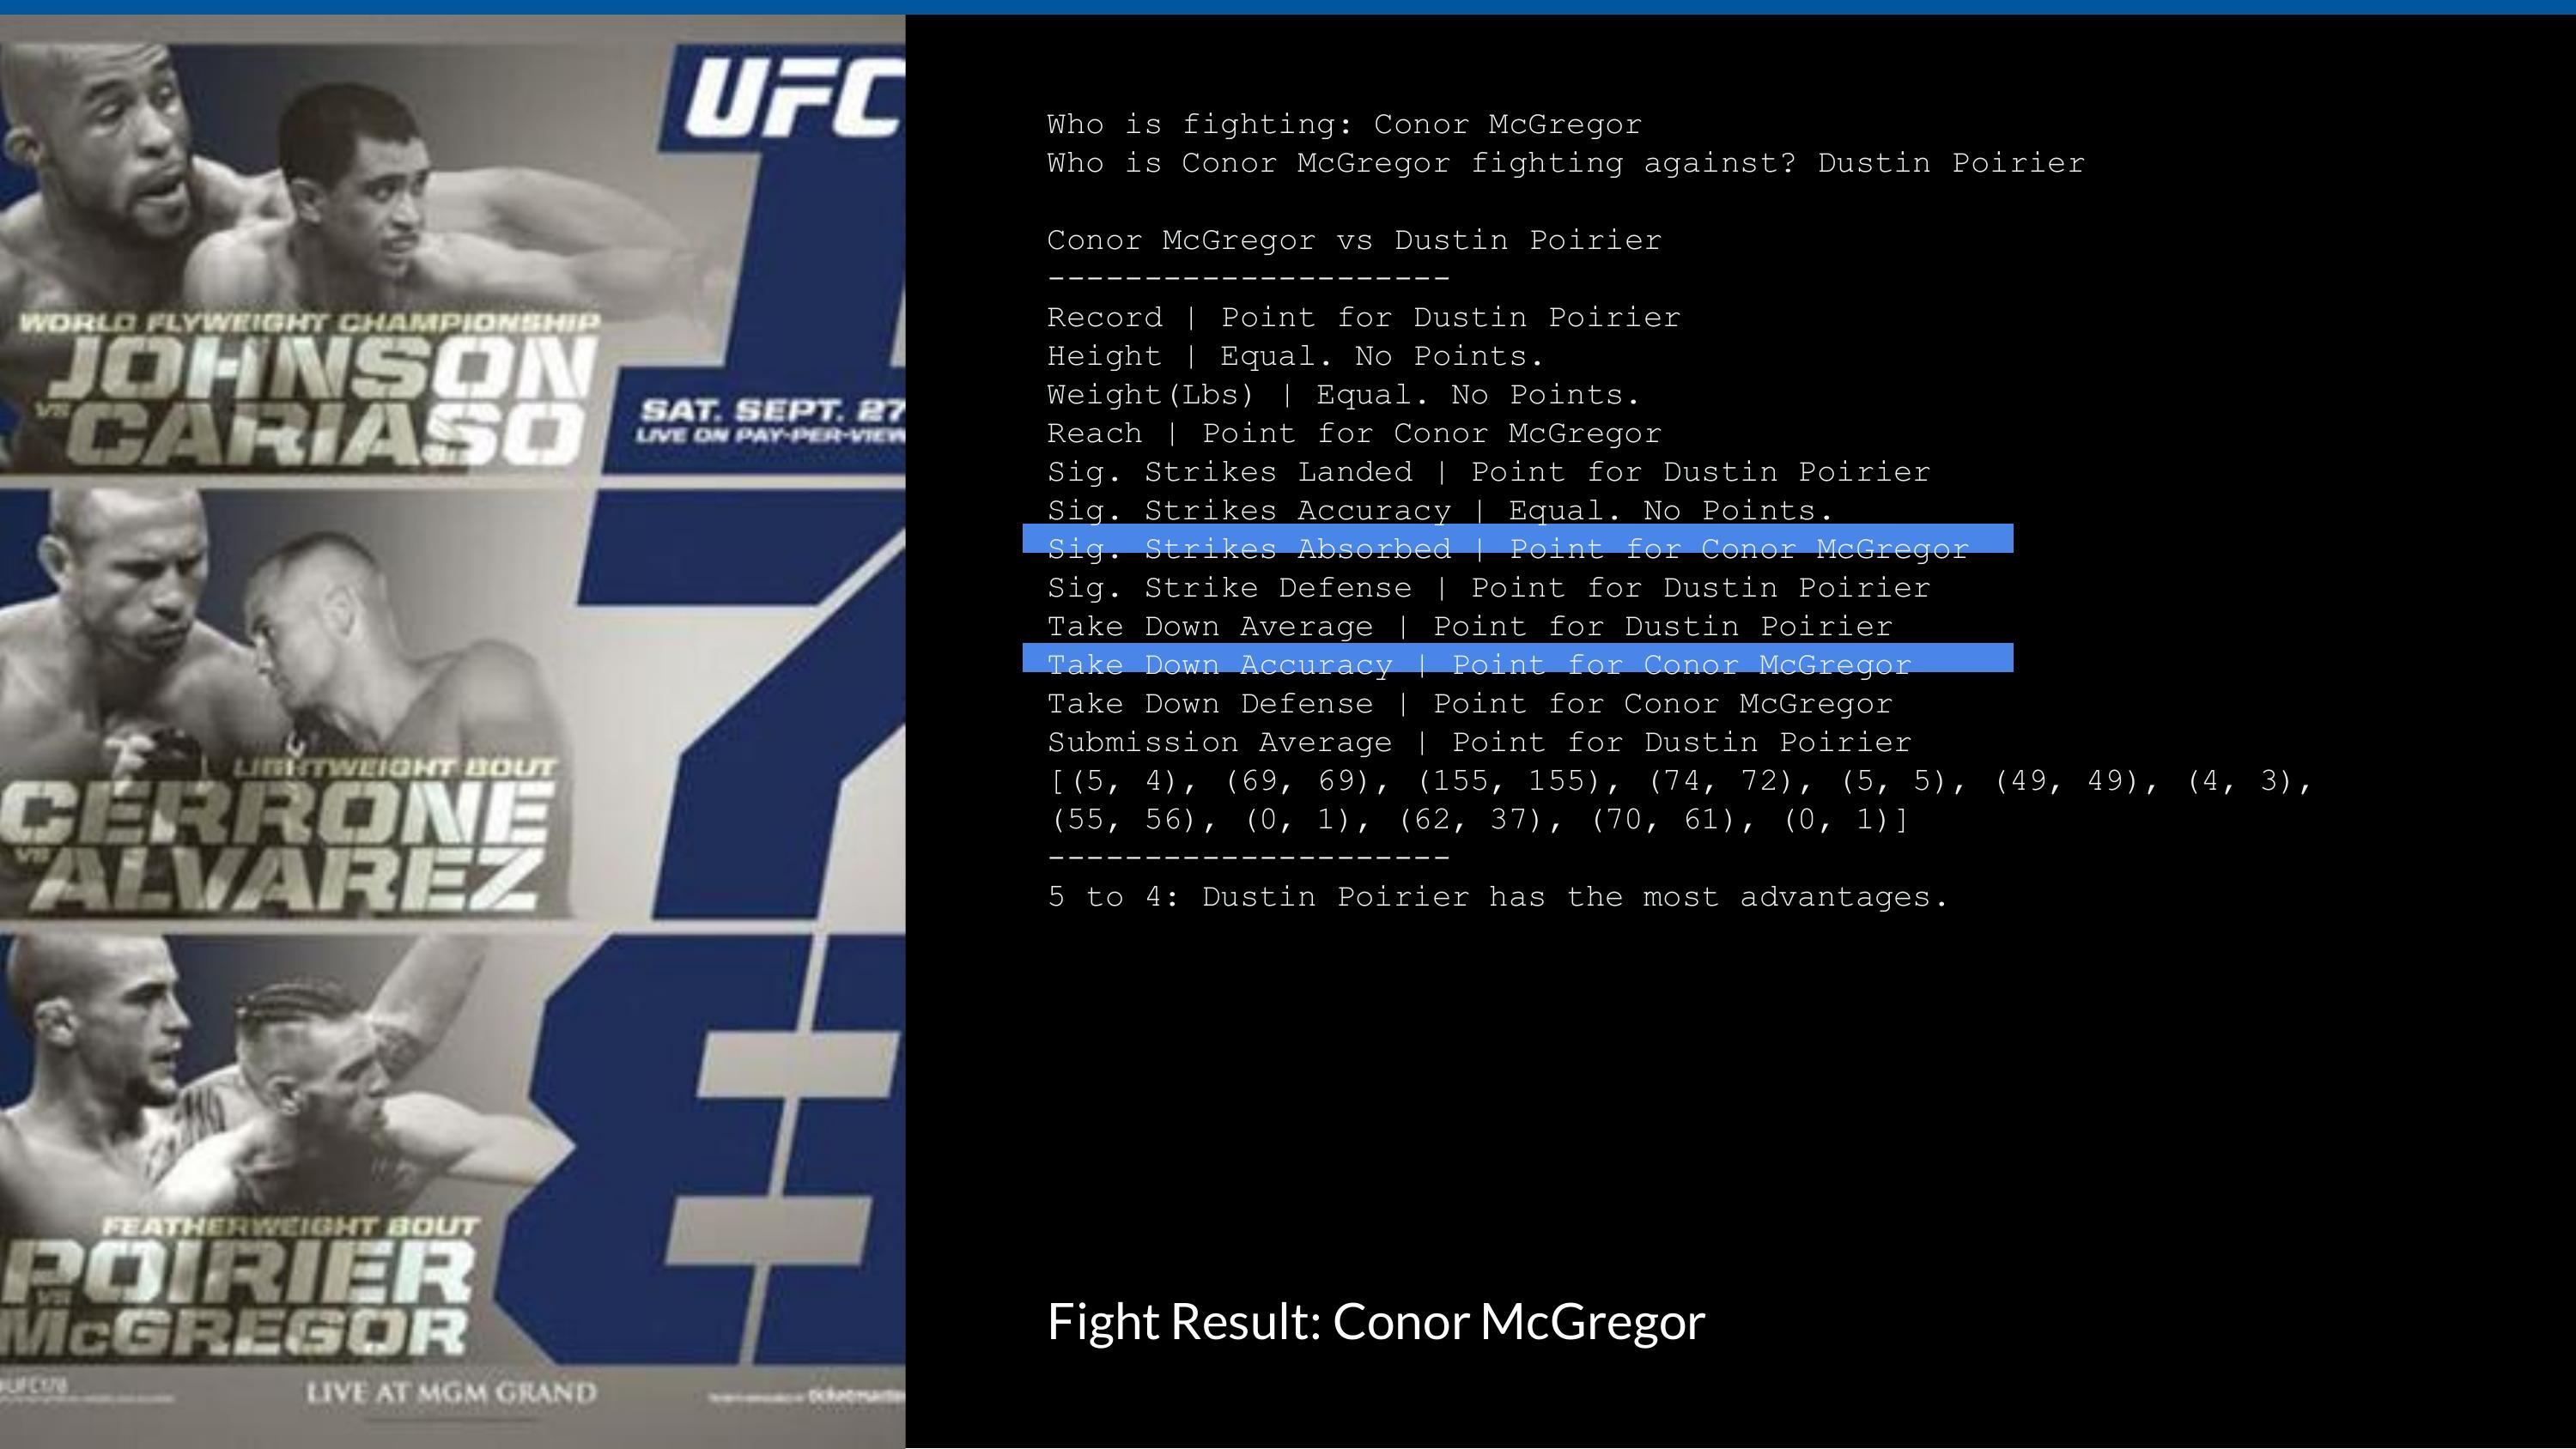 UFC
1
WORLD FLYWEIGHT CHAMPIONSHIP
JOHNSON
VS
CARIASO
SAT. SEPT. 27
LIVE ON PAY-PER-VIEW
7
LIGHTWEIGHT BOUT
CERRONE
VS
ALVAREZ
8
FEATHERWEIGHT BOUT
POIRIER
VS
McGREGOR
#UFC178
LIVE AT MGM GRAND
Who is fighting: Conor McGregor
Who is Conor McGregor fighting against? Dustin Poirier
Conor McGregor vs Dustin Poirier
---------------------
Record | Point for Dustin Poirier
Height | Equal. No Points.
Weight(Lbs) | Equal. No Points.
Reach | Point for Conor McGregor
Sig. Strikes Landed | Point for Dustin Poirier
Sig. Strikes Accuracy | Equal. No Points.
Sig. Strikes Absorbed | Point for Conor McGregor
Sig. Strike Defense | Point for Dustin Poirier
Take Down Average | Point for Dustin Poirier
Take Down Accuracy | Point for Conor McGregor
Take Down Defense | Point for Conor McGregor
Submission Average | Point for Dustin Poirier
[(5, 4), (69, 69), (155, 155), (74, 72), (5, 5), (49, 49), (4, 3),
(55, 56), (0, 1), (62, 37), (70, 61), (0, 1)]
---------------------
5 to 4: Dustin Poirier has the most advantages.
Fight Result: Conor McGregor